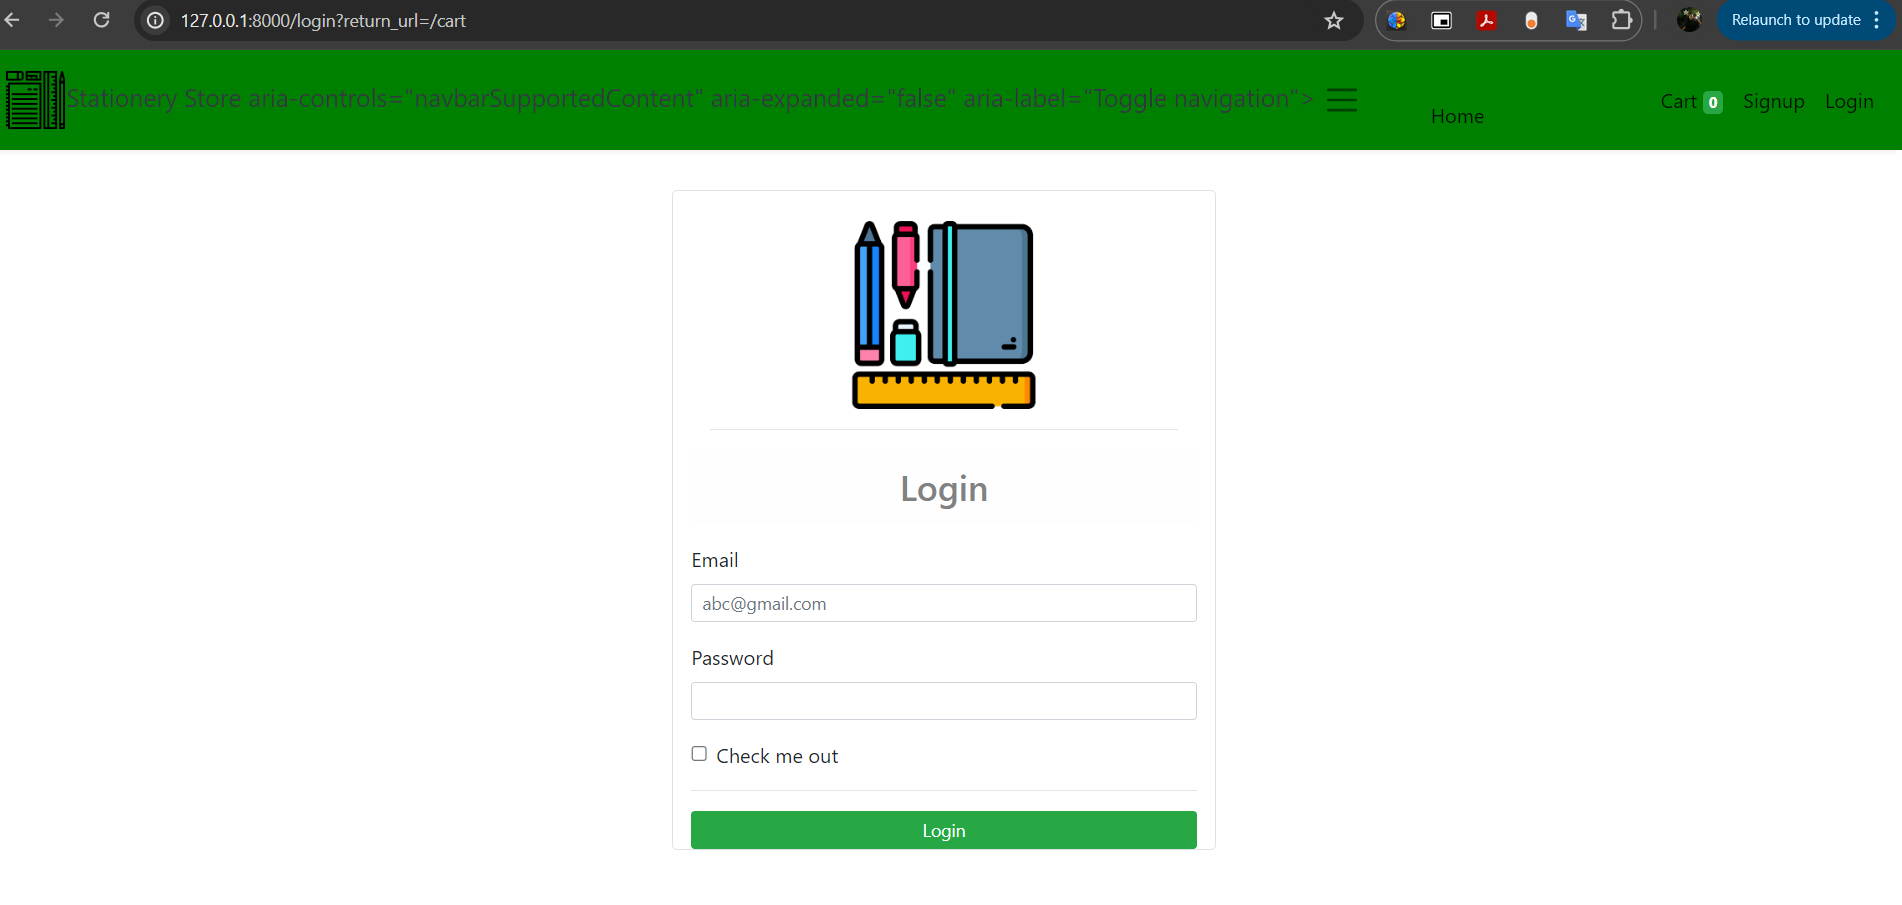 127.0.0.1:8000/login?return_url=/cart
Relaunch to update
Stationery Store aria-controls="navbarSupportedContent" aria-expanded="false" aria-label="Toggle navigation">
Home
Cart 0
Signup
Login
Login
Email
abc@gmail.com
Password
Check me out
Login